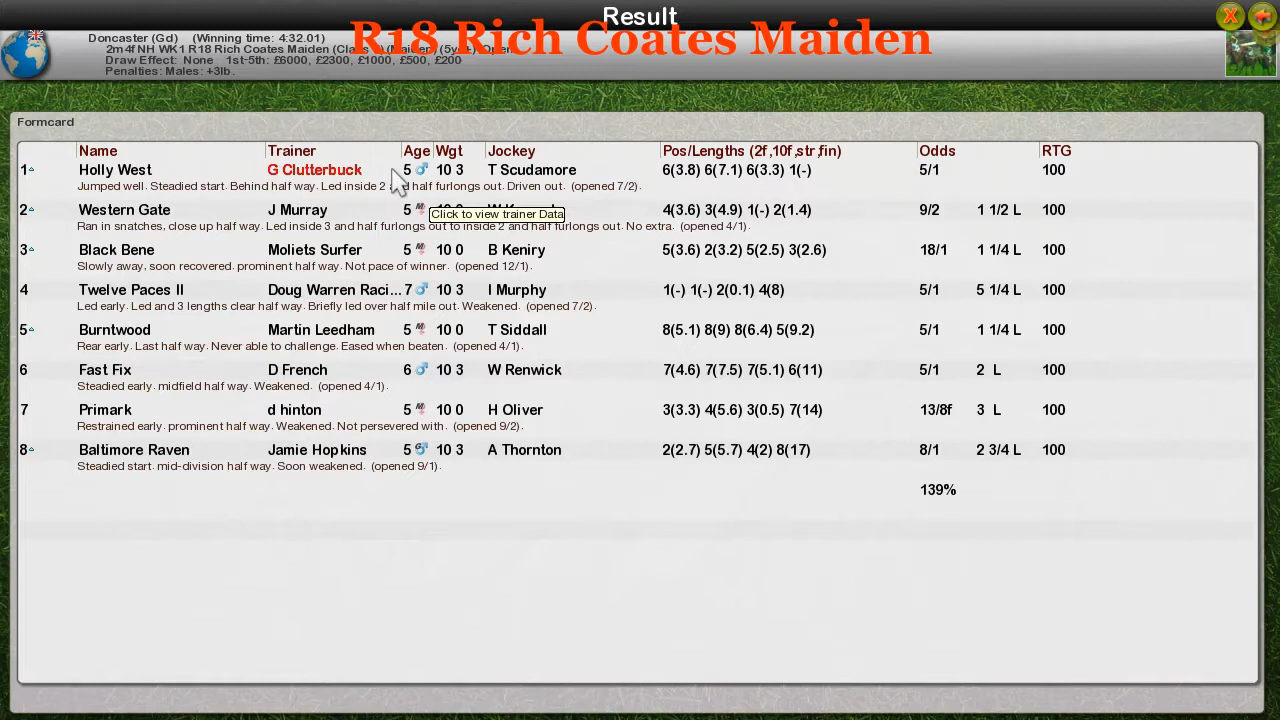 Result
R18 Rich Coates Maiden
Doncaster (Gd) (Winning time: 4:32.01)
2m4f NH WK1 R18 Rich Coates Maiden (Class (Maiden) (5yr+) Open
Draw Effect: None 1st-5th: £6000, £2300, £1000, £500, £200
Penalties: Males: +3lb.
Formcard
Name Trainer Age Wgt Jockey Pos/Lengths (2f,10f,str,fin) Odds RTG
1 Holly West G Clutterbuck 5 10 3 T Scudamore 6(3.8) 6(7.1) 6(3.3) 1(-) 5/1 100
Jumped well. Steadied start. Behind half way. Led inside 2 and half furlongs out. Driven out. (opened 7/2).
Click to view trainer Data
2 Western Gate J Murray 5 4(3.6) 3(4.9) 1(-) 2(1.4) 9/2 1 1/2 L 100
Ran in snatches, close up half way. Led inside 3 and half furlongs out to inside 2 and half furlongs out. No extra. (opened 4/1).
3 Black Bene Moliets Surfer 5 10 0 B Keniry 5(3.6) 2(3.2) 5(2.5) 3(2.6) 18/1 1 1/4 L 100
Slowly away, soon recovered. prominent half way. Not pace of winner. (opened 12/1).
4 Twelve Paces II Doug Warren Raci... 7 10 3 I Murphy 1(-) 1(-) 2(0.1) 4(8) 5/1 5 1/4 L 100
Led early. Led and 3 lengths clear half way. Briefly led over half mile out. Weakened. (opened 7/2).
5 Burntwood Martin Leedham 5 10 0 T Siddall 8(5.1) 8(9) 8(6.4) 5(9.2) 5/1 1 1/4 L 100
Rear early. Last half way. Never able to challenge. Eased when beaten. (opened 4/1).
6 Fast Fix D French 6 10 3 W Renwick 7(4.6) 7(7.5) 7(5.1) 6(11) 5/1 2 L 100
Steadied early. midfield half way. Weakened. (opened 4/1).
7 Primark d hinton 5 10 0 H Oliver 3(3.3) 4(5.6) 3(0.5) 7(14) 13/8f 3 L 100
Restrained early. prominent half way. Weakened. Not persevered with. (opened 9/2).
8 Baltimore Raven Jamie Hopkins 5 10 3 A Thornton 2(2.7) 5(5.7) 4(2) 8(17) 8/1 2 3/4 L 100
Steadied start. mid-division half way. Soon weakened. (opened 9/1).
139%